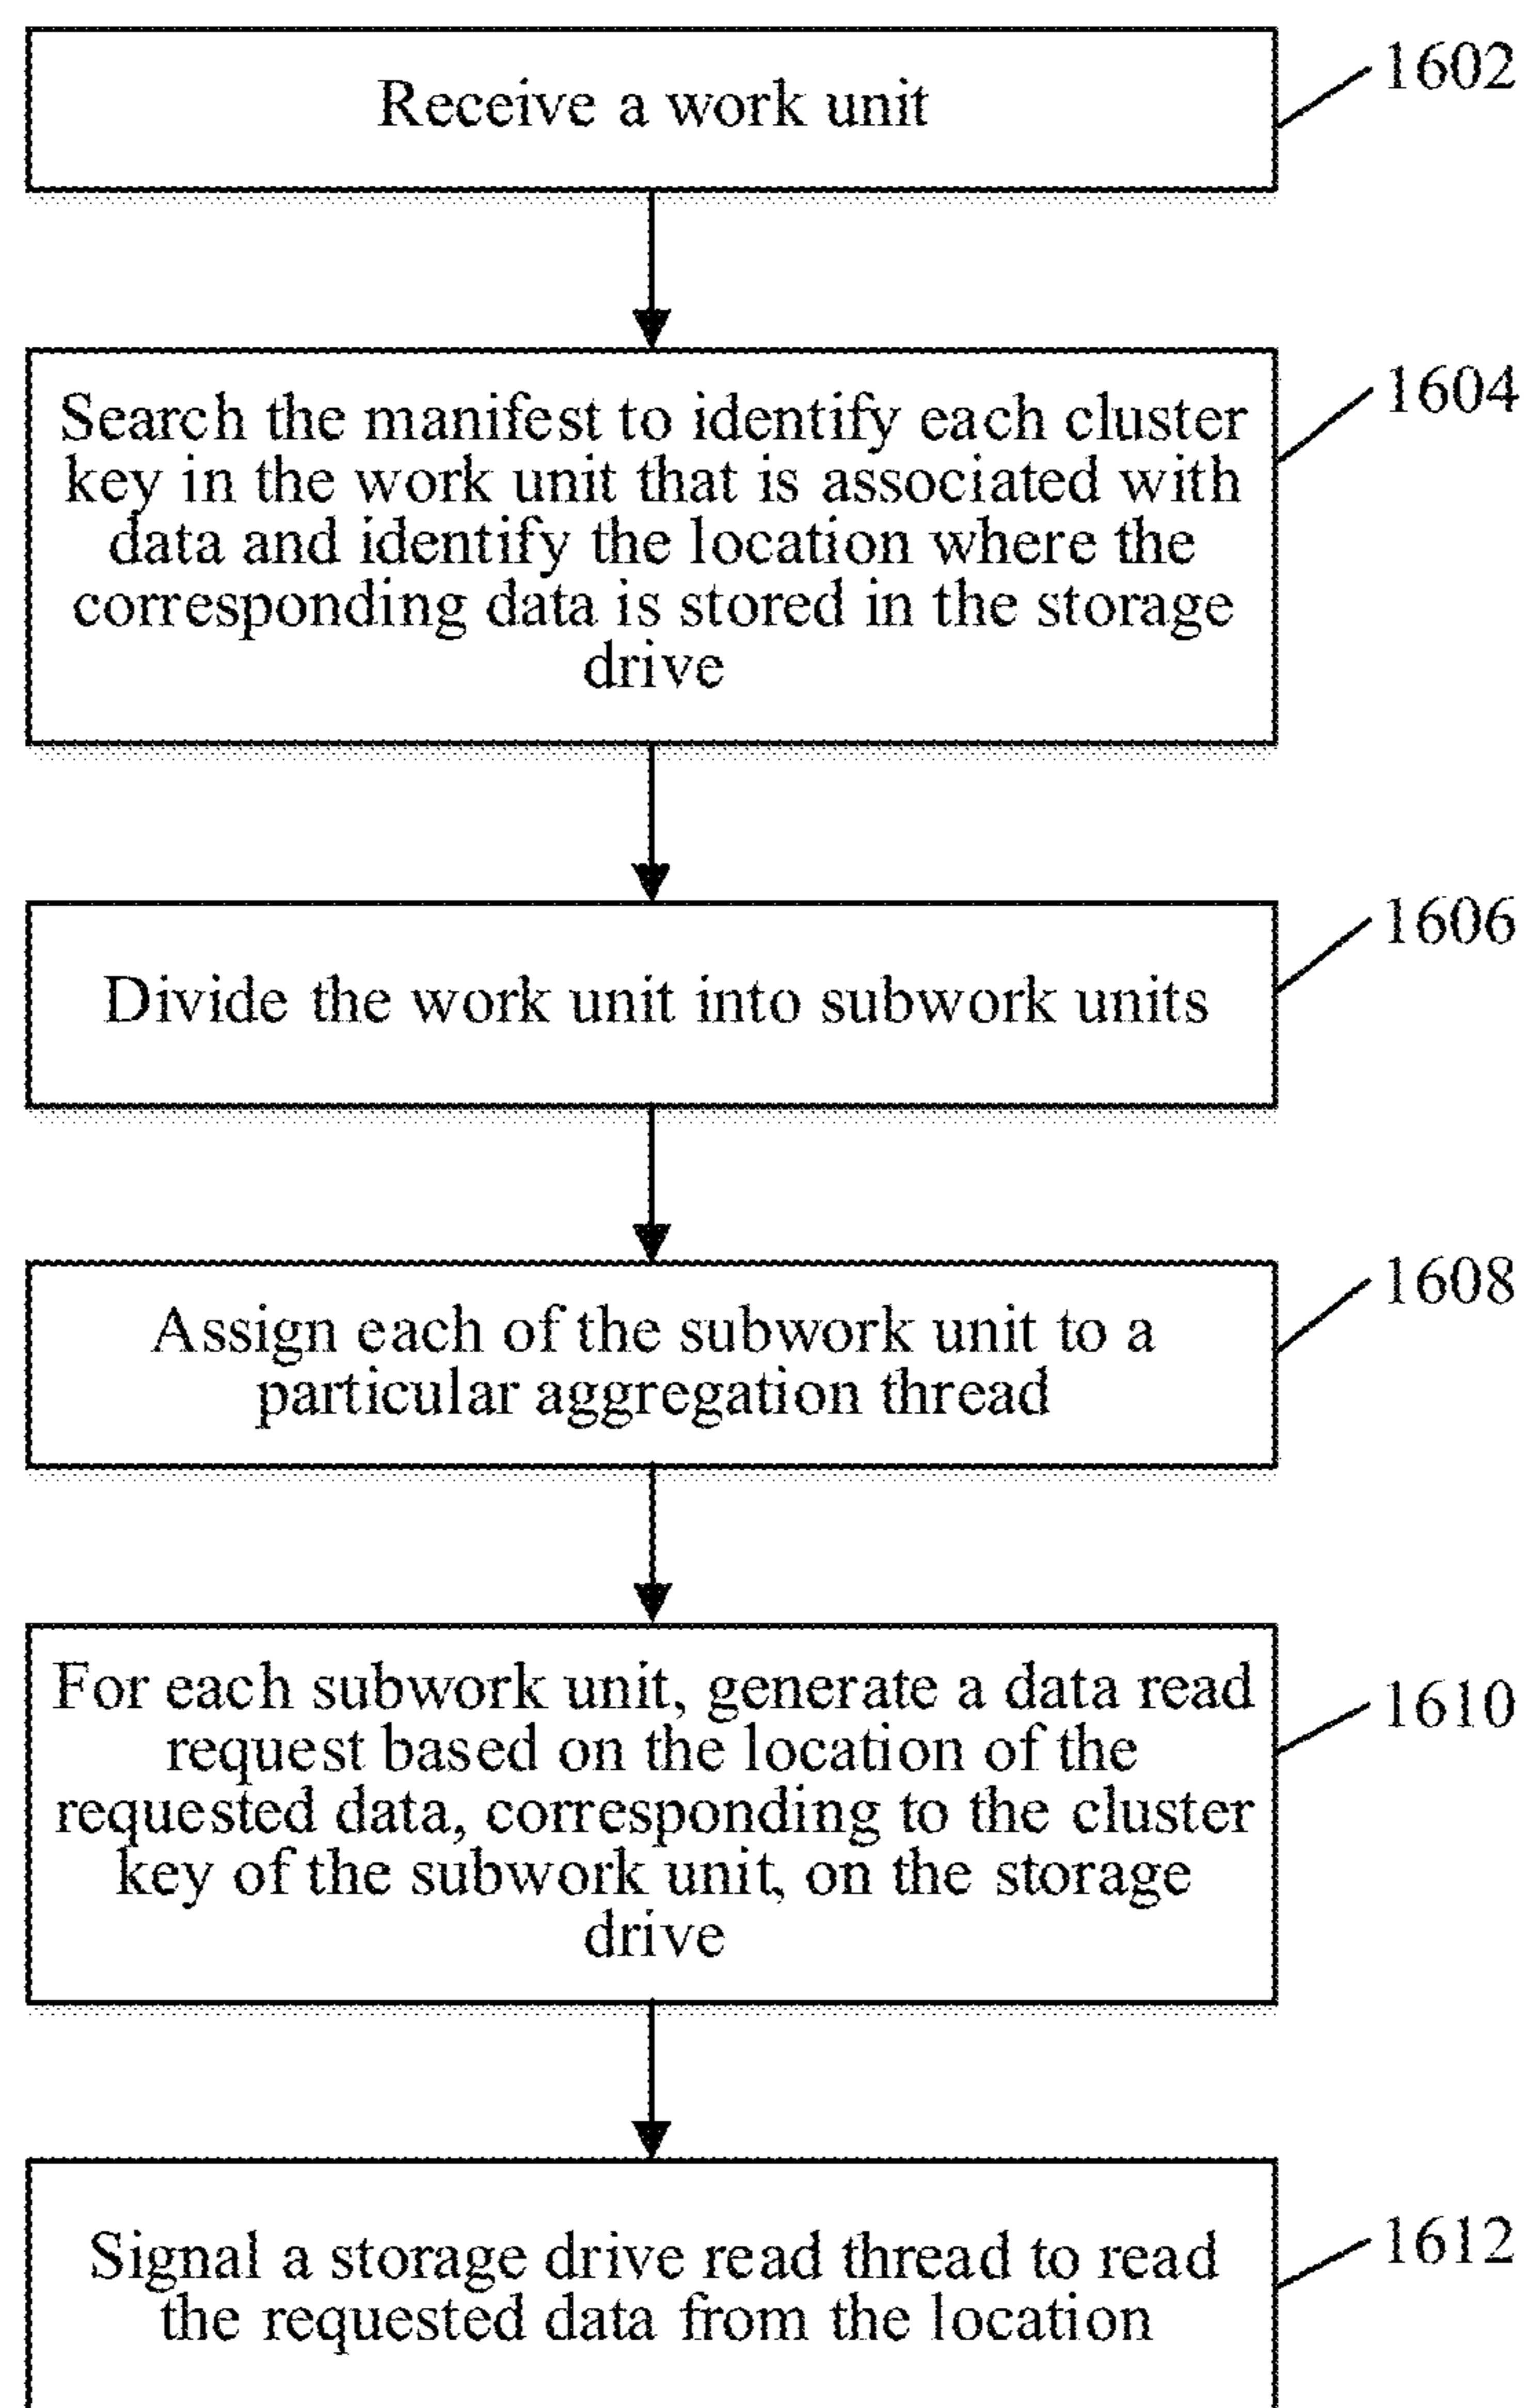 Receive a work unit
1602
Search the manifest to identify each cluster
key in the work unit that is associated with
data and identify the location where the
corresponding data is stored in the storage
drive
1604
Divide the work unit into subwork units
1606
Assign each of the subwork unit to a
particular aggregation thread
1608
For each subwork unit, generate a data read
request based on the location of the
requested data, corresponding to the cluster
key of the subwork unit, on the storage
drive
1610
Signal a storage drive read thread to read
the requested data from the location
1612